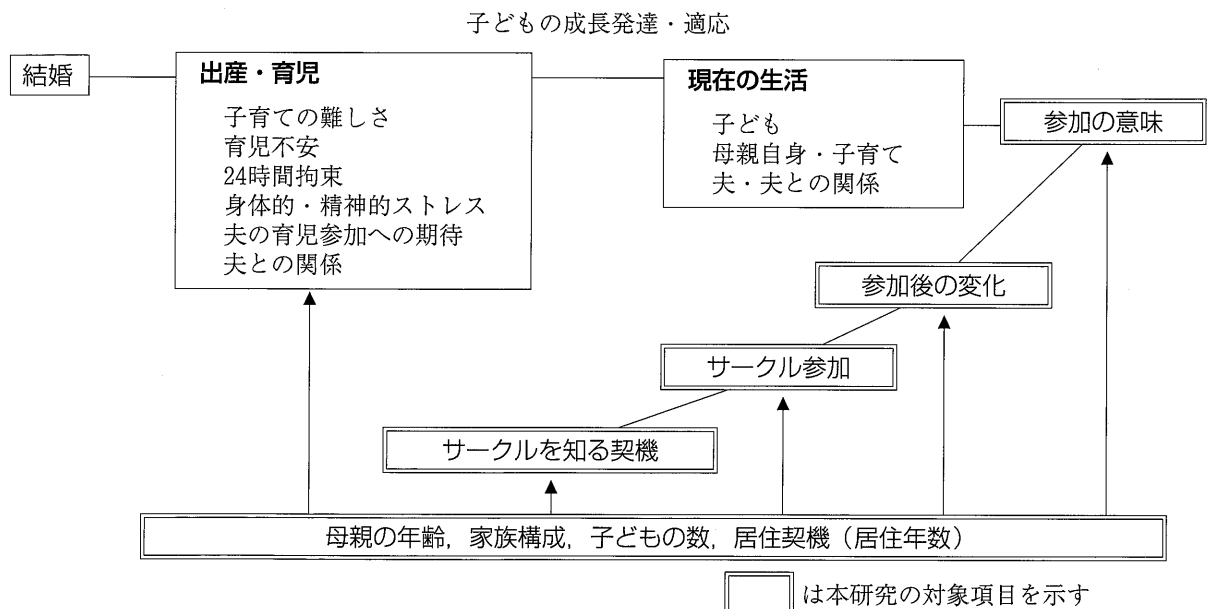 子どもの成長発達・適応
結婚
出産・育児
子育ての難しさ
育児不安
24時間拘束
身体的・精神的ストレス
夫の育児参加への期待
夫との関係
現在の生活
子ども
母親自身・子育て
夫・夫との関係
参加の意味
参加後の変化
サークル参加
サークルを知る契機
母親の年齢，家族構成，子どもの数，居住契機（居住年数）
は本研究の対象項目を示す